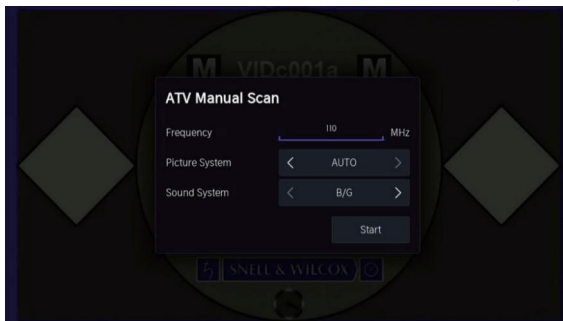 M VIDc001a M
ATV Manual Scan
Frequency 110 MHz
Picture System < AUTO >
Sound System < B/G >
Start
SNELL & WILCOX